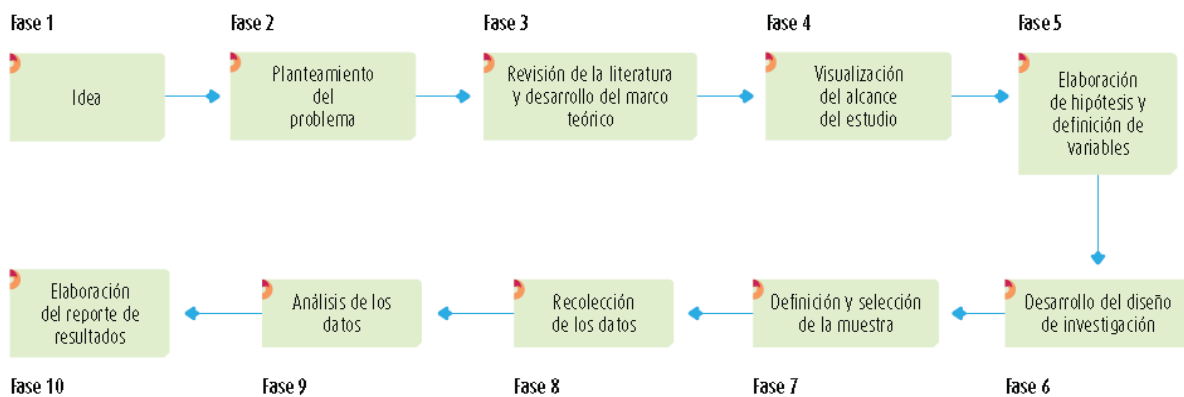 Fase 1
Idea
Fase 2
Planteamiento
del
problema
Fase 3
Revisión de la literatura
y desarrollo del marco
teórico
Fase 4
Visualización
del alcance
del estudio
Fase 5
Elaboración
de hipótesis y
definición de
variables
Desarrollo del diseño
de investigación
Fase 6
Definición y selección
de la muestra
Fase 7
Recolección
de los datos
Fase 8
Análisis de los
datos
Fase 9
Elaboración
del reporte de
resultados
Fase 10